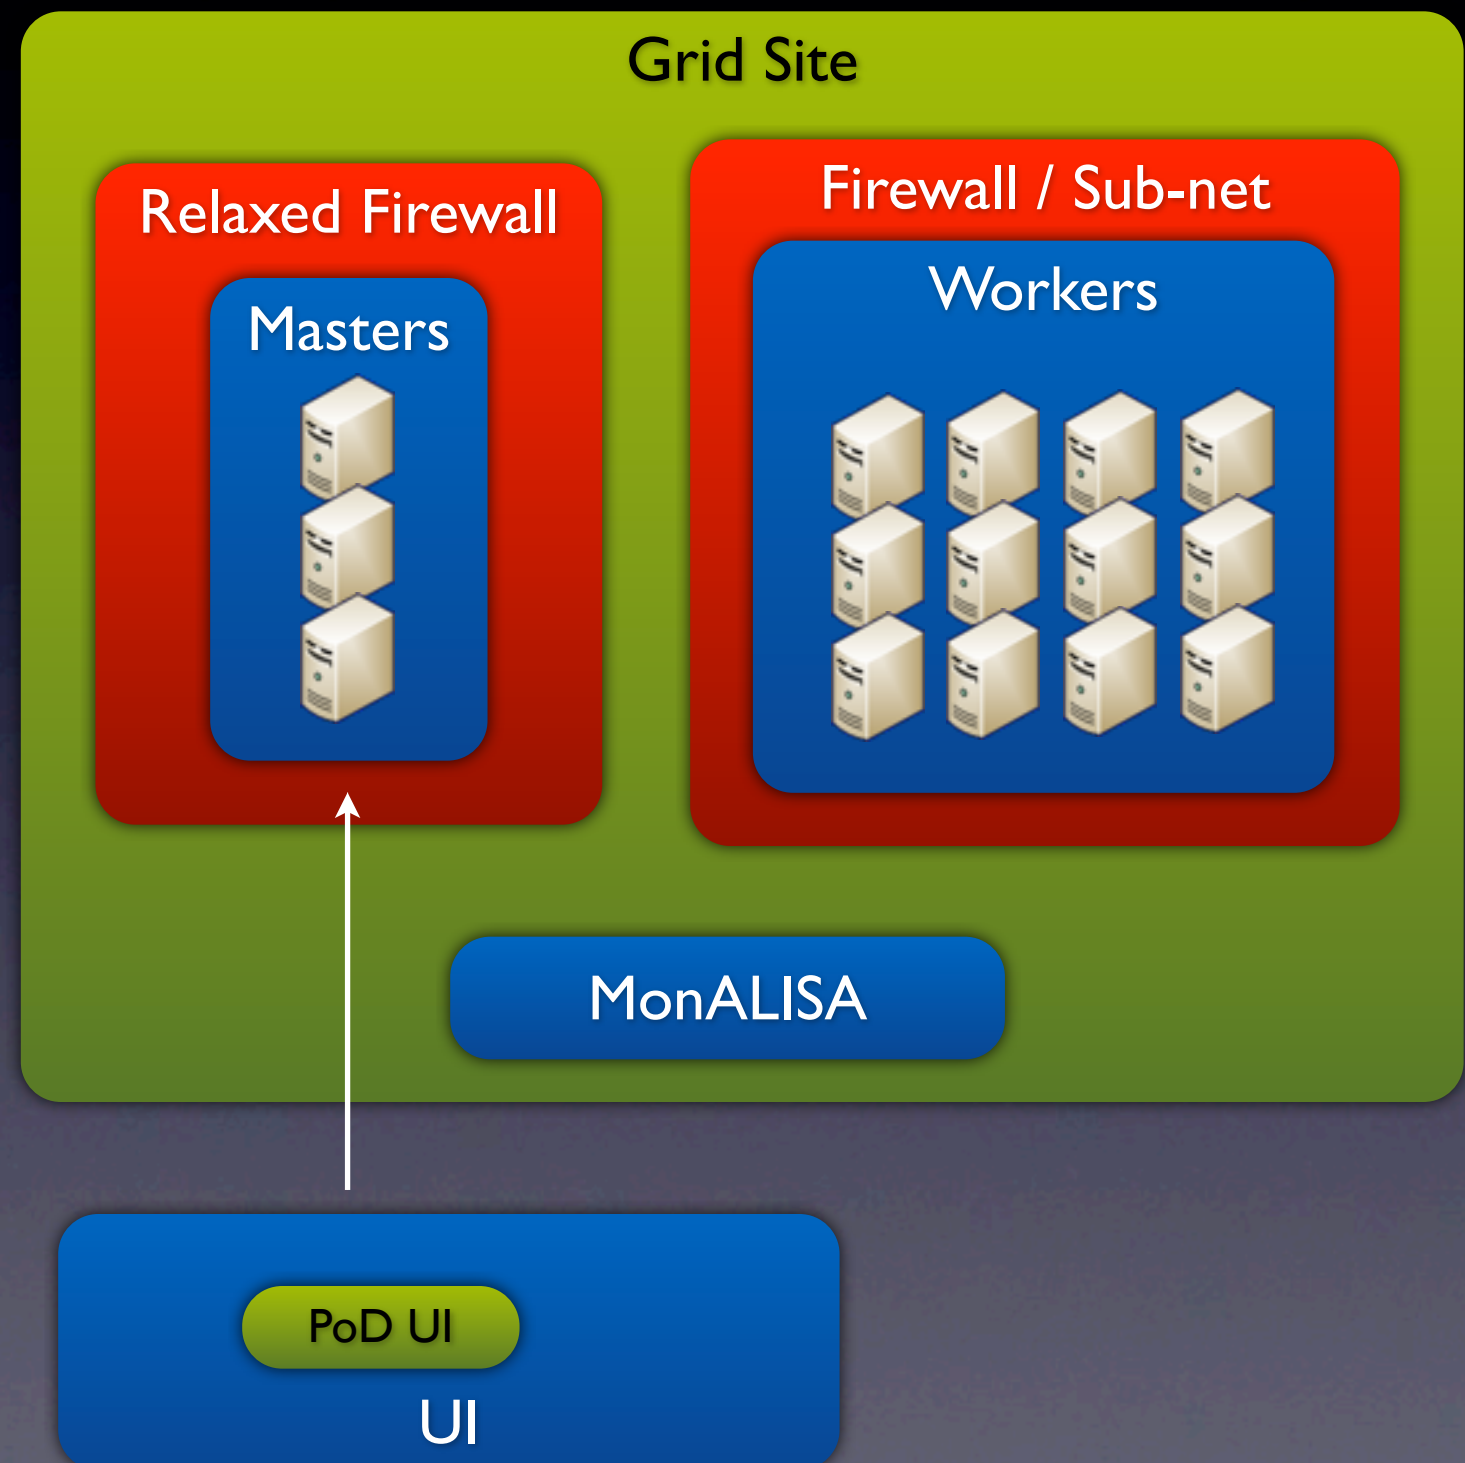 Grid Site
Relaxed Firewall
Masters
Firewall / Sub-net
Workers
MonALISA
PoD UI
UI